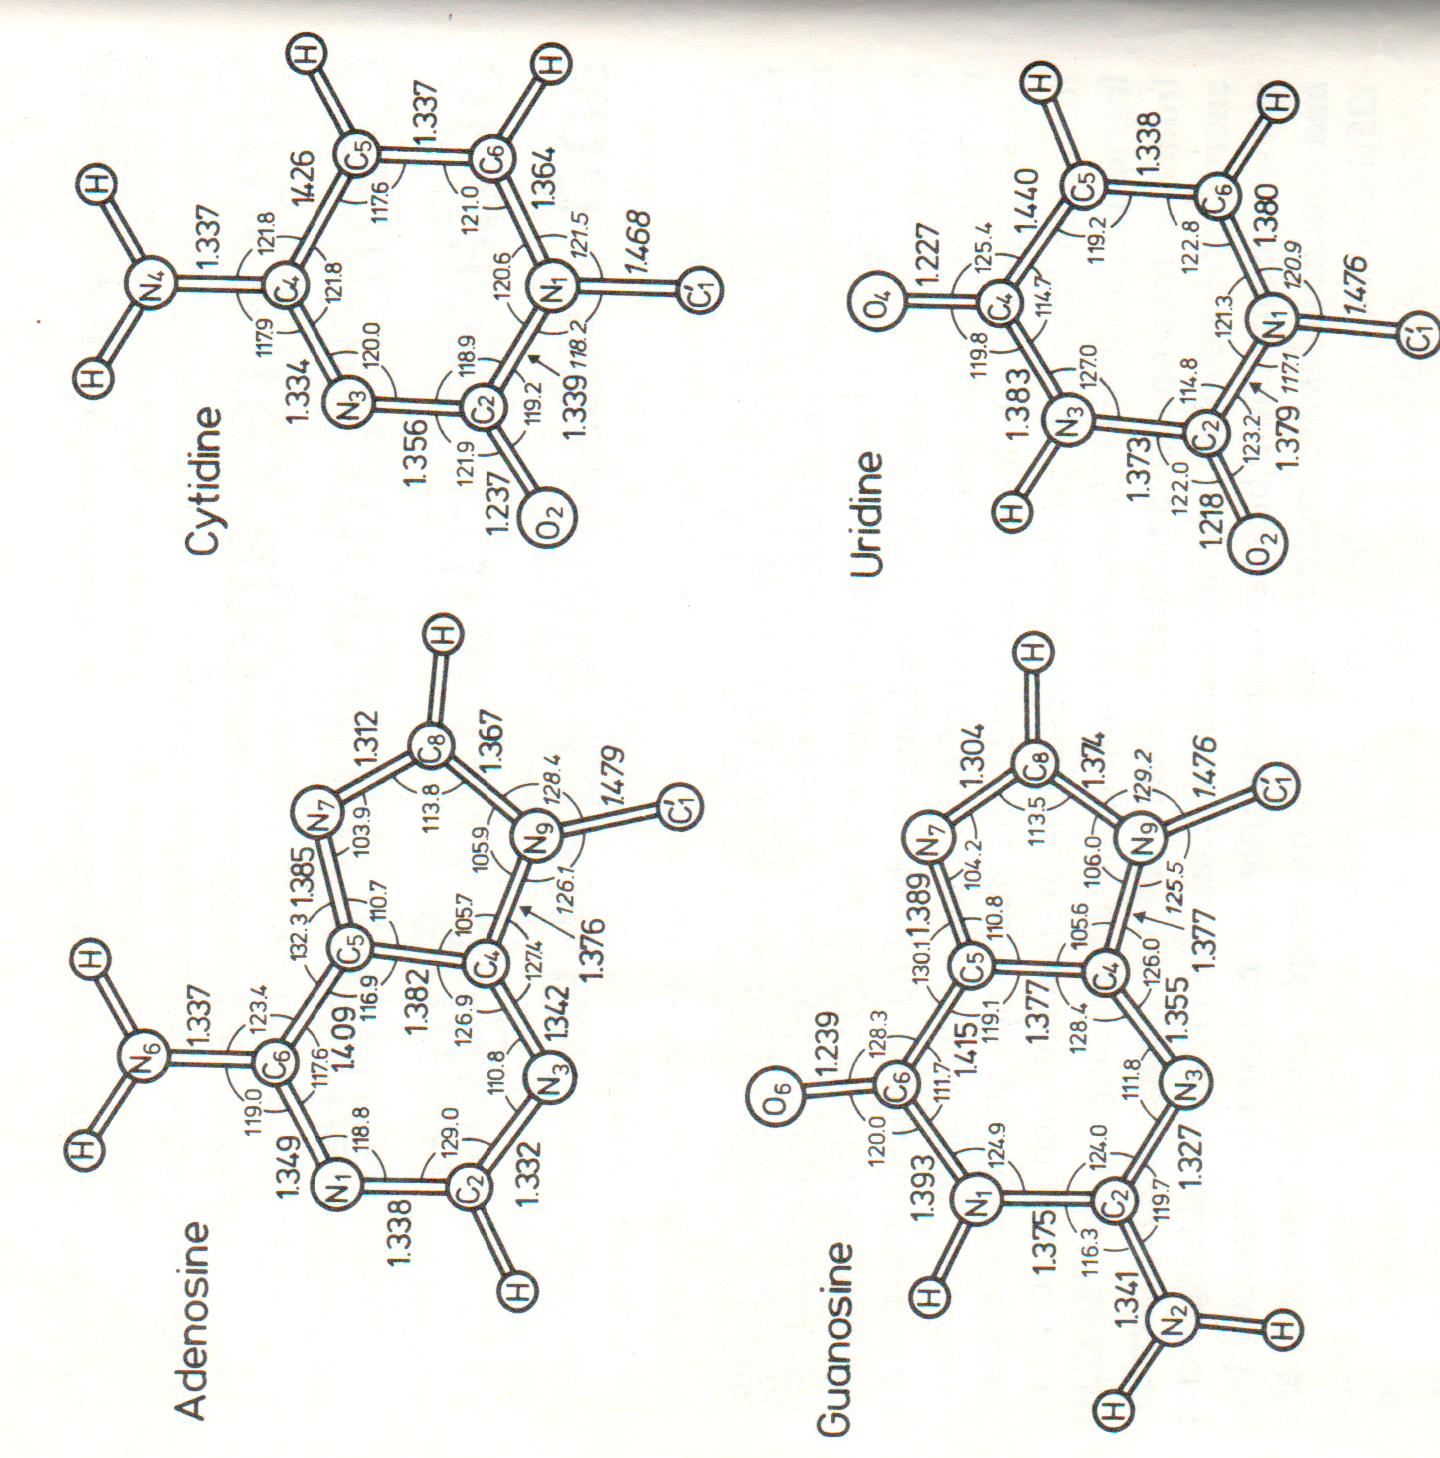 Adenosine
H
H
N6
1.337
119.0
123.4
C6
1.349
117.6
132.3
1.385
N7
1.312
1.409
N1
118.8
116.9
C5
110.7
103.9
1.338
1.382
113.8
C8
H
129.0
126.9
105.7
105.9
1.367
C2
110.8
C4
127.4
N9
128.4
H
1.332
N3
1.342
1.376
126.1
1.479
C'1
Cytidine
H
H
N4
1.337
117.9
121.8
C4
1.334
121.8
1.426
H
N3
120.0
117.6
C5
1.356
1.337
121.9
118.9
120.6
121.0
C6
H
1.237
C2
119.2
N1
1.364
O2
1.339
118.2
121.5
1.468
C'1
Guanosine
O6
1.239
120.0
128.3
C6
1.393
111.7
130.1
1.389
N7
1.304
1.415
H
N1
124.9
119.1
C5
110.8
104.2
1.375
1.377
113.5
C8
H
116.3
124.0
128.4
105.6
106.0
1.374
C2
111.8
C4
126.0
N9
129.2
1.341
119.7
1.327
N3
1.355
1.377
125.5
1.476
N2
H
H
C'1
Uridine
O4
1.227
119.8
125.4
C4
1.383
114.7
1.440
H
H
N3
127.0
119.2
C5
1.373
1.338
122.0
114.8
121.3
122.8
C6
H
1.218
C2
123.2
N1
1.380
O2
1.379
117.1
120.9
1.476
C'1